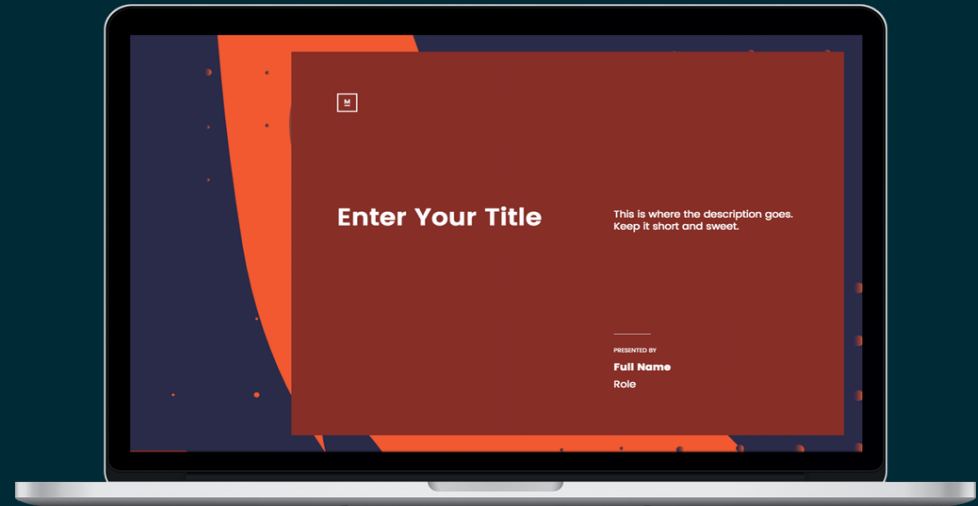 M
Enter Your Title
This is where the description goes.
Keep it short and sweet.
PRESENTED BY
Full Name
Role